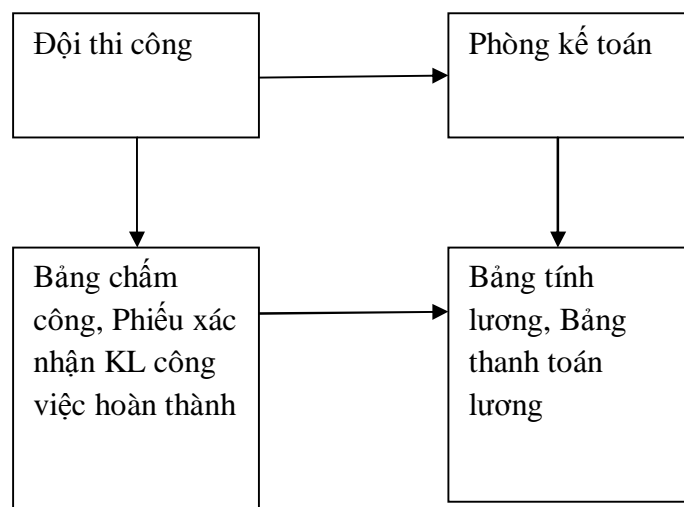 Đội thi công
Phòng kế toán
Bảng chấm
công, Phiếu xác
nhận KL công
việc hoàn thành
Bảng tính
lương, Bảng
thanh toán
lương